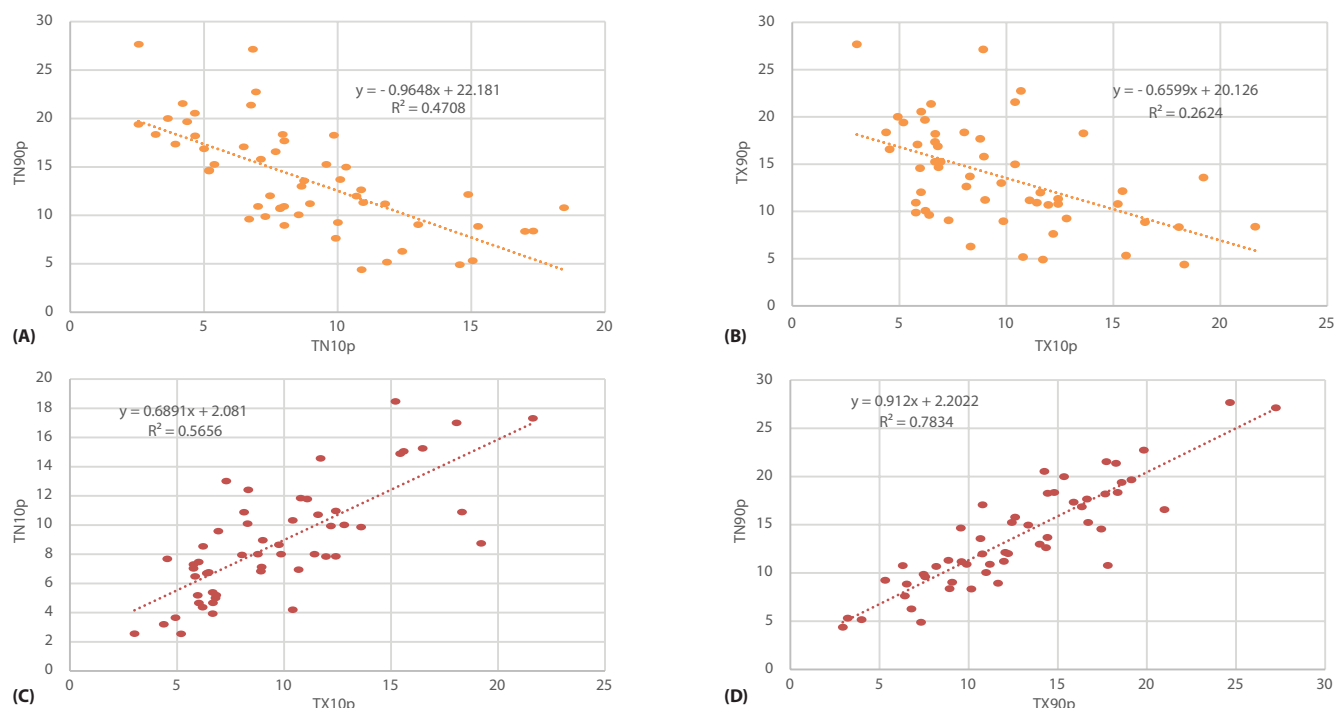 30
25
20
15
10
5
0
TN90p
y = - 0.9648x + 22.181
R² = 0.4708
0 5 10 15 20
TN10p
(A)
30
25
20
15
10
5
0
TX90p
y = - 0.6599x + 20.126
R² = 0.2624
0 5 10 15 20 25
TX10p
(B)
20
18
16
14
12
10
8
6
4
2
0
TN10p
y = 0.6891x + 2.081
R² = 0.5656
0 5 10 15 20 25
TX10p
(C)
30
25
20
15
10
5
0
TN90p
y = 0.912x + 2.2022
R² = 0.7834
0 5 10 15 20 25 30
TX90p
(D)